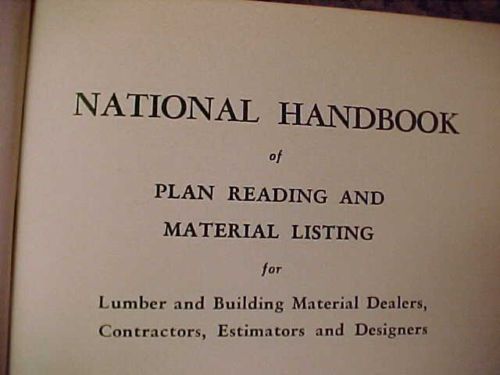 NATIONAL HANDBOOK
of
PLAN READING AND
MATERIAL LISTING
for
Lumber and Building Material Dealers,
Contractors, Estimators and Designers